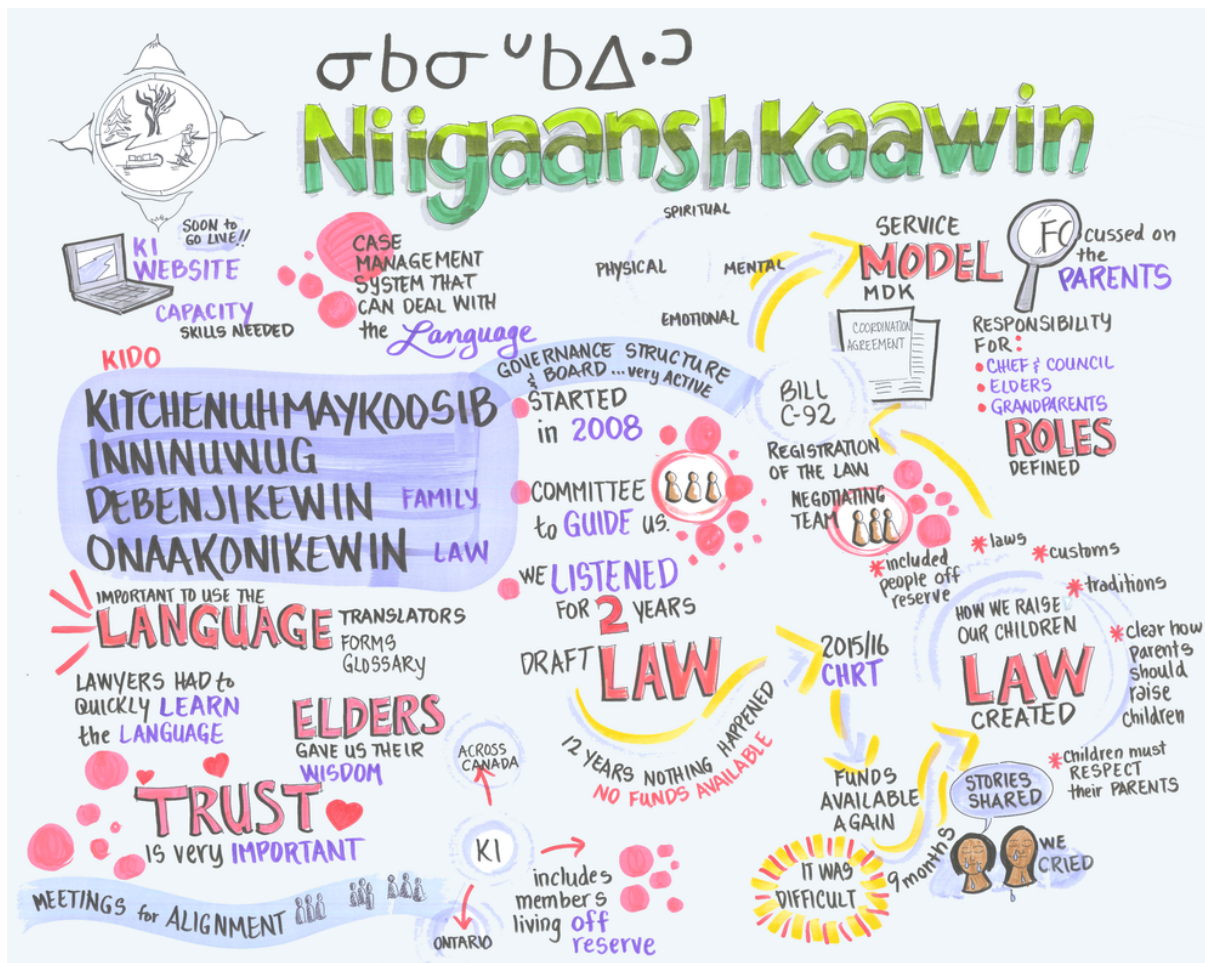 ᓂᑲᓂᐡᑲᐃᐧᐣ
Niigaanshkaawin
SOON to
GO LIVE!!
KI
WEBSITE
CAPACITY
SKILLS NEEDED
CASE
MANAGEMENT
SYSTEM THAT
CAN DEAL WITH
the Language
SPIRITUAL
PHYSICAL
MENTAL
EMOTIONAL
SERVICE
MODEL
MDK
FOcussed on
the
PARENTS
COORDINATION
AGREEMENT
RESPONSIBILITY
FOR:
• CHIEF & COUNCIL
• ELDERS
• GRANDPARENTS
ROLES
DEFINED
KIDO
KITCHENUHMAYKOOSIB
INNINUWUG
DEBENJIKEWIN FAMILY
ONAAKONIKEWIN LAW
GOVERNANCE STRUCTURE
& BOARD ... very ACTIVE
STARTED
in 2008
COMMITTEE
to GUIDE us.
WE LISTENED
FOR 2 YEARS
DRAFT LAW
12 YEARS NOTHING HAPPENED
NO FUNDS AVAILABLE
BILL
C-92
REGISTRATION
OF THE LAW
NEGOTIATING
TEAM
* included
people off
reserve
2015/16
CHRT
FUNDS
AVAILABLE
AGAIN
IT WAS
DIFFICULT
9 months
STORIES
SHARED
WE
CRIED
HOW WE RAISE
OUR CHILDREN
LAW
CREATED
* laws
* customs
* traditions
* clear how
parents
should
raise
children
* Children must
RESPECT
their PARENTS
IMPORTANT TO USE THE
LANGUAGE
TRANSLATORS
FORMS
GLOSSARY
LAWYERS HAD to
QUICKLY LEARN
the LANGUAGE
ELDERS
GAVE US THEIR
WISDOM
TRUST
is very IMPORTANT
MEETINGS for ALIGNMENT
ACROSS
CANADA
KI
ONTARIO
includes
members
living off
reserve